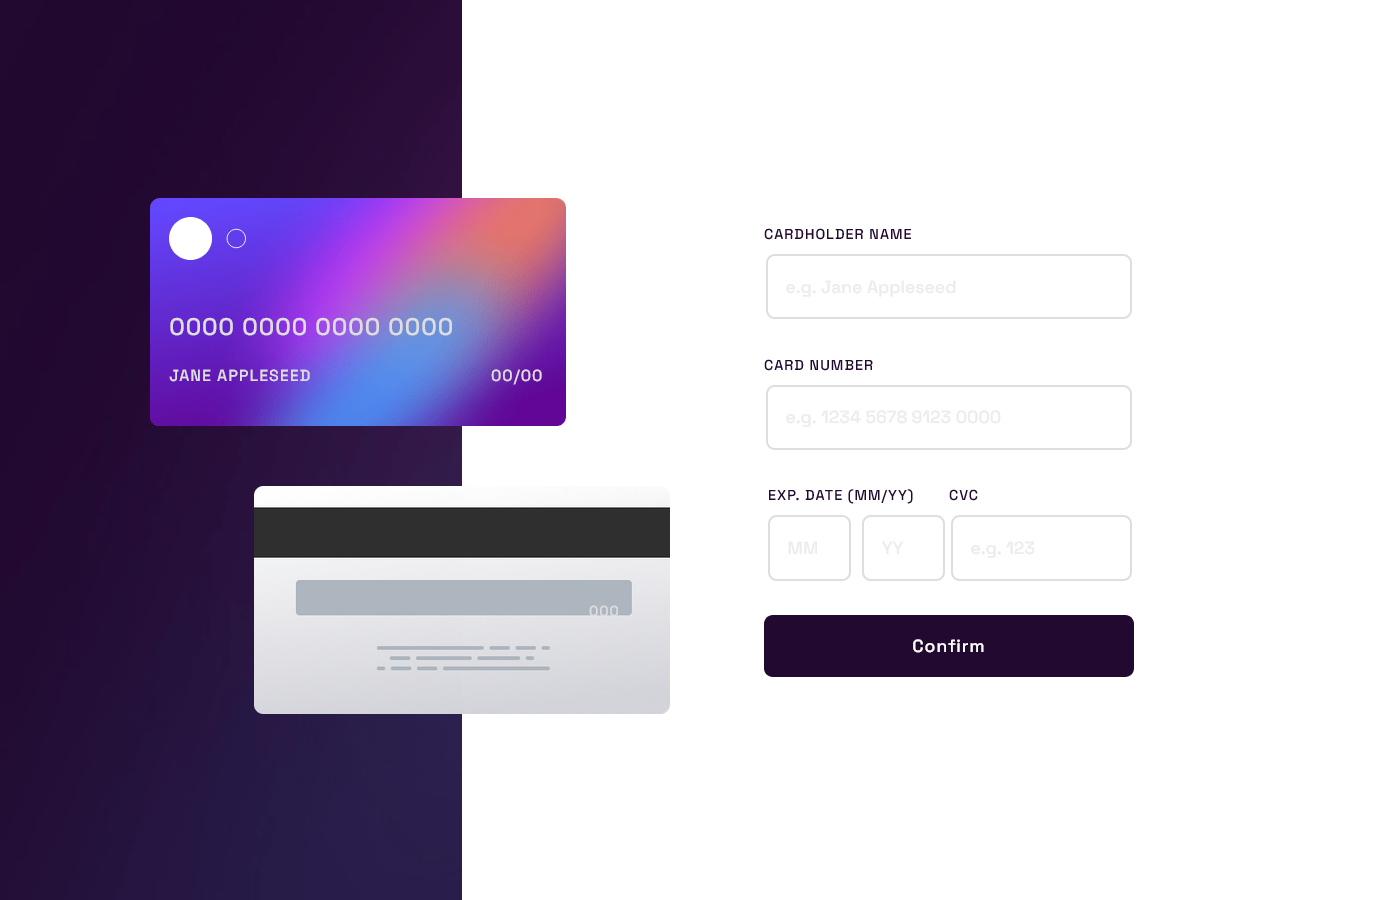 0000 0000 0000 0000
JANE APPLESEED 00/00
000
CARDHOLDER NAME
e.g. Jane Appleseed
CARD NUMBER
e.g. 1234 5678 9123 0000
EXP. DATE (MM/YY) CVC
MM YY e.g. 123
Confirm